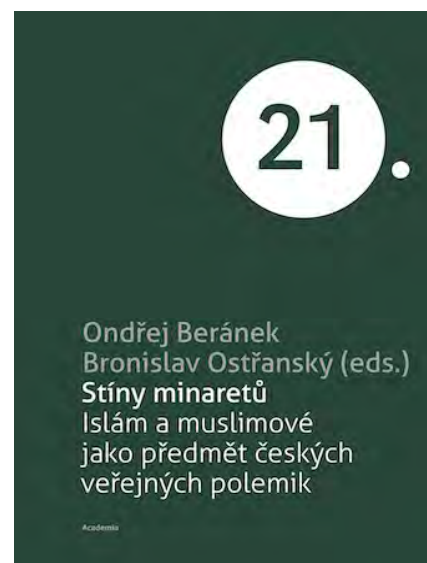 21.
Ondřej Beránek
Bronislav Ostřanský (eds.)
Stíny minaretů
Islám a muslimové
jako předmět českých
veřejných polemik
Academia